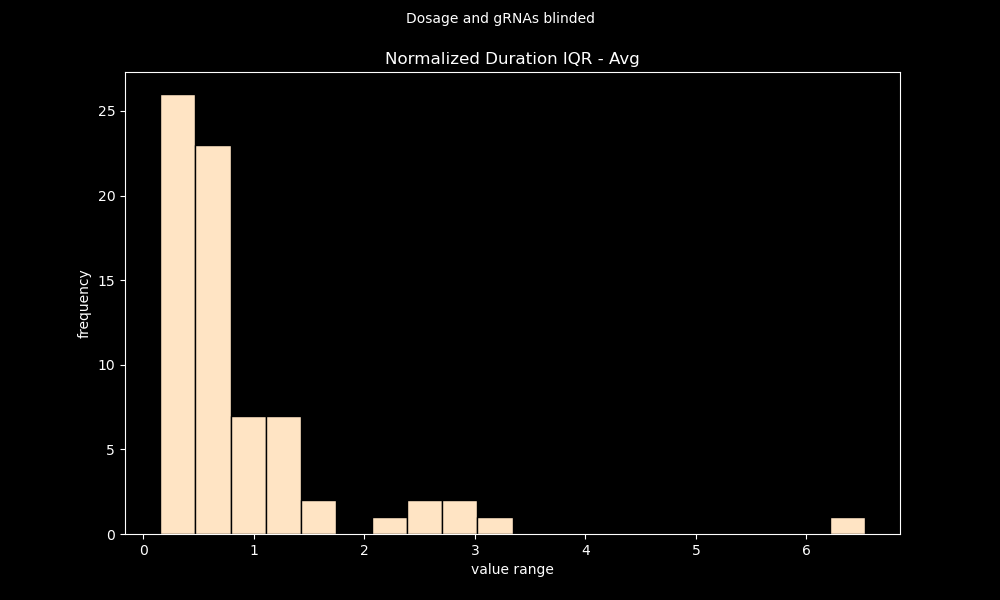 Dosage and gRNAs blinded
Normalized Duration IQR - Avg
25
20
15
10
5
0
frequency
0 1 2 3 4 5 6
value range